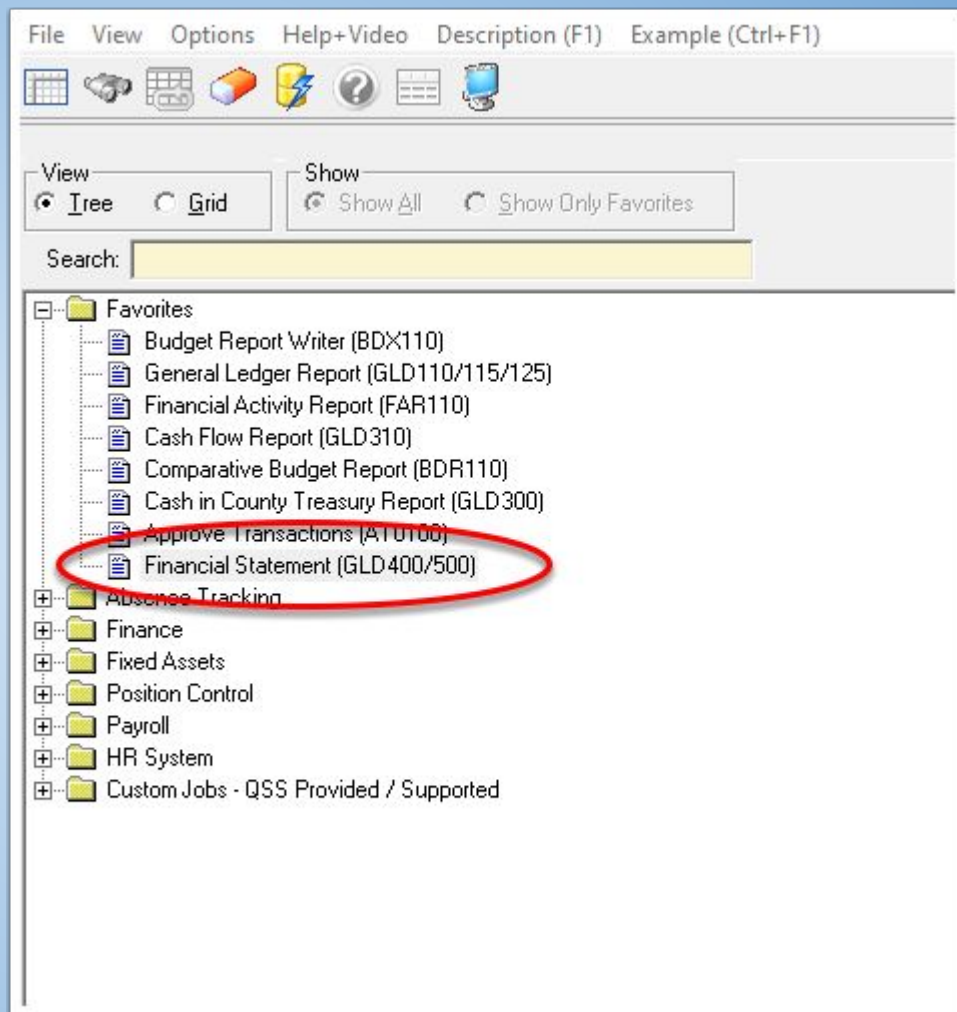 File View Options Help+Video Description (F1) Example (Ctrl+F1)
View
Tree Grid
Show
Show All Show Only Favorites
Search:
Favorites
Budget Report Writer (BDX110)
General Ledger Report (GLD110/115/125)
Financial Activity Report (FAR110)
Cash Flow Report (GLD310)
Comparative Budget Report (BDR110)
Cash in County Treasury Report (GLD300)
Approve Transactions (AT0100)
Financial Statement (GLD400/500)
Absence Tracking
Finance
Fixed Assets
Position Control
Payroll
HR System
Custom Jobs - QSS Provided / Supported